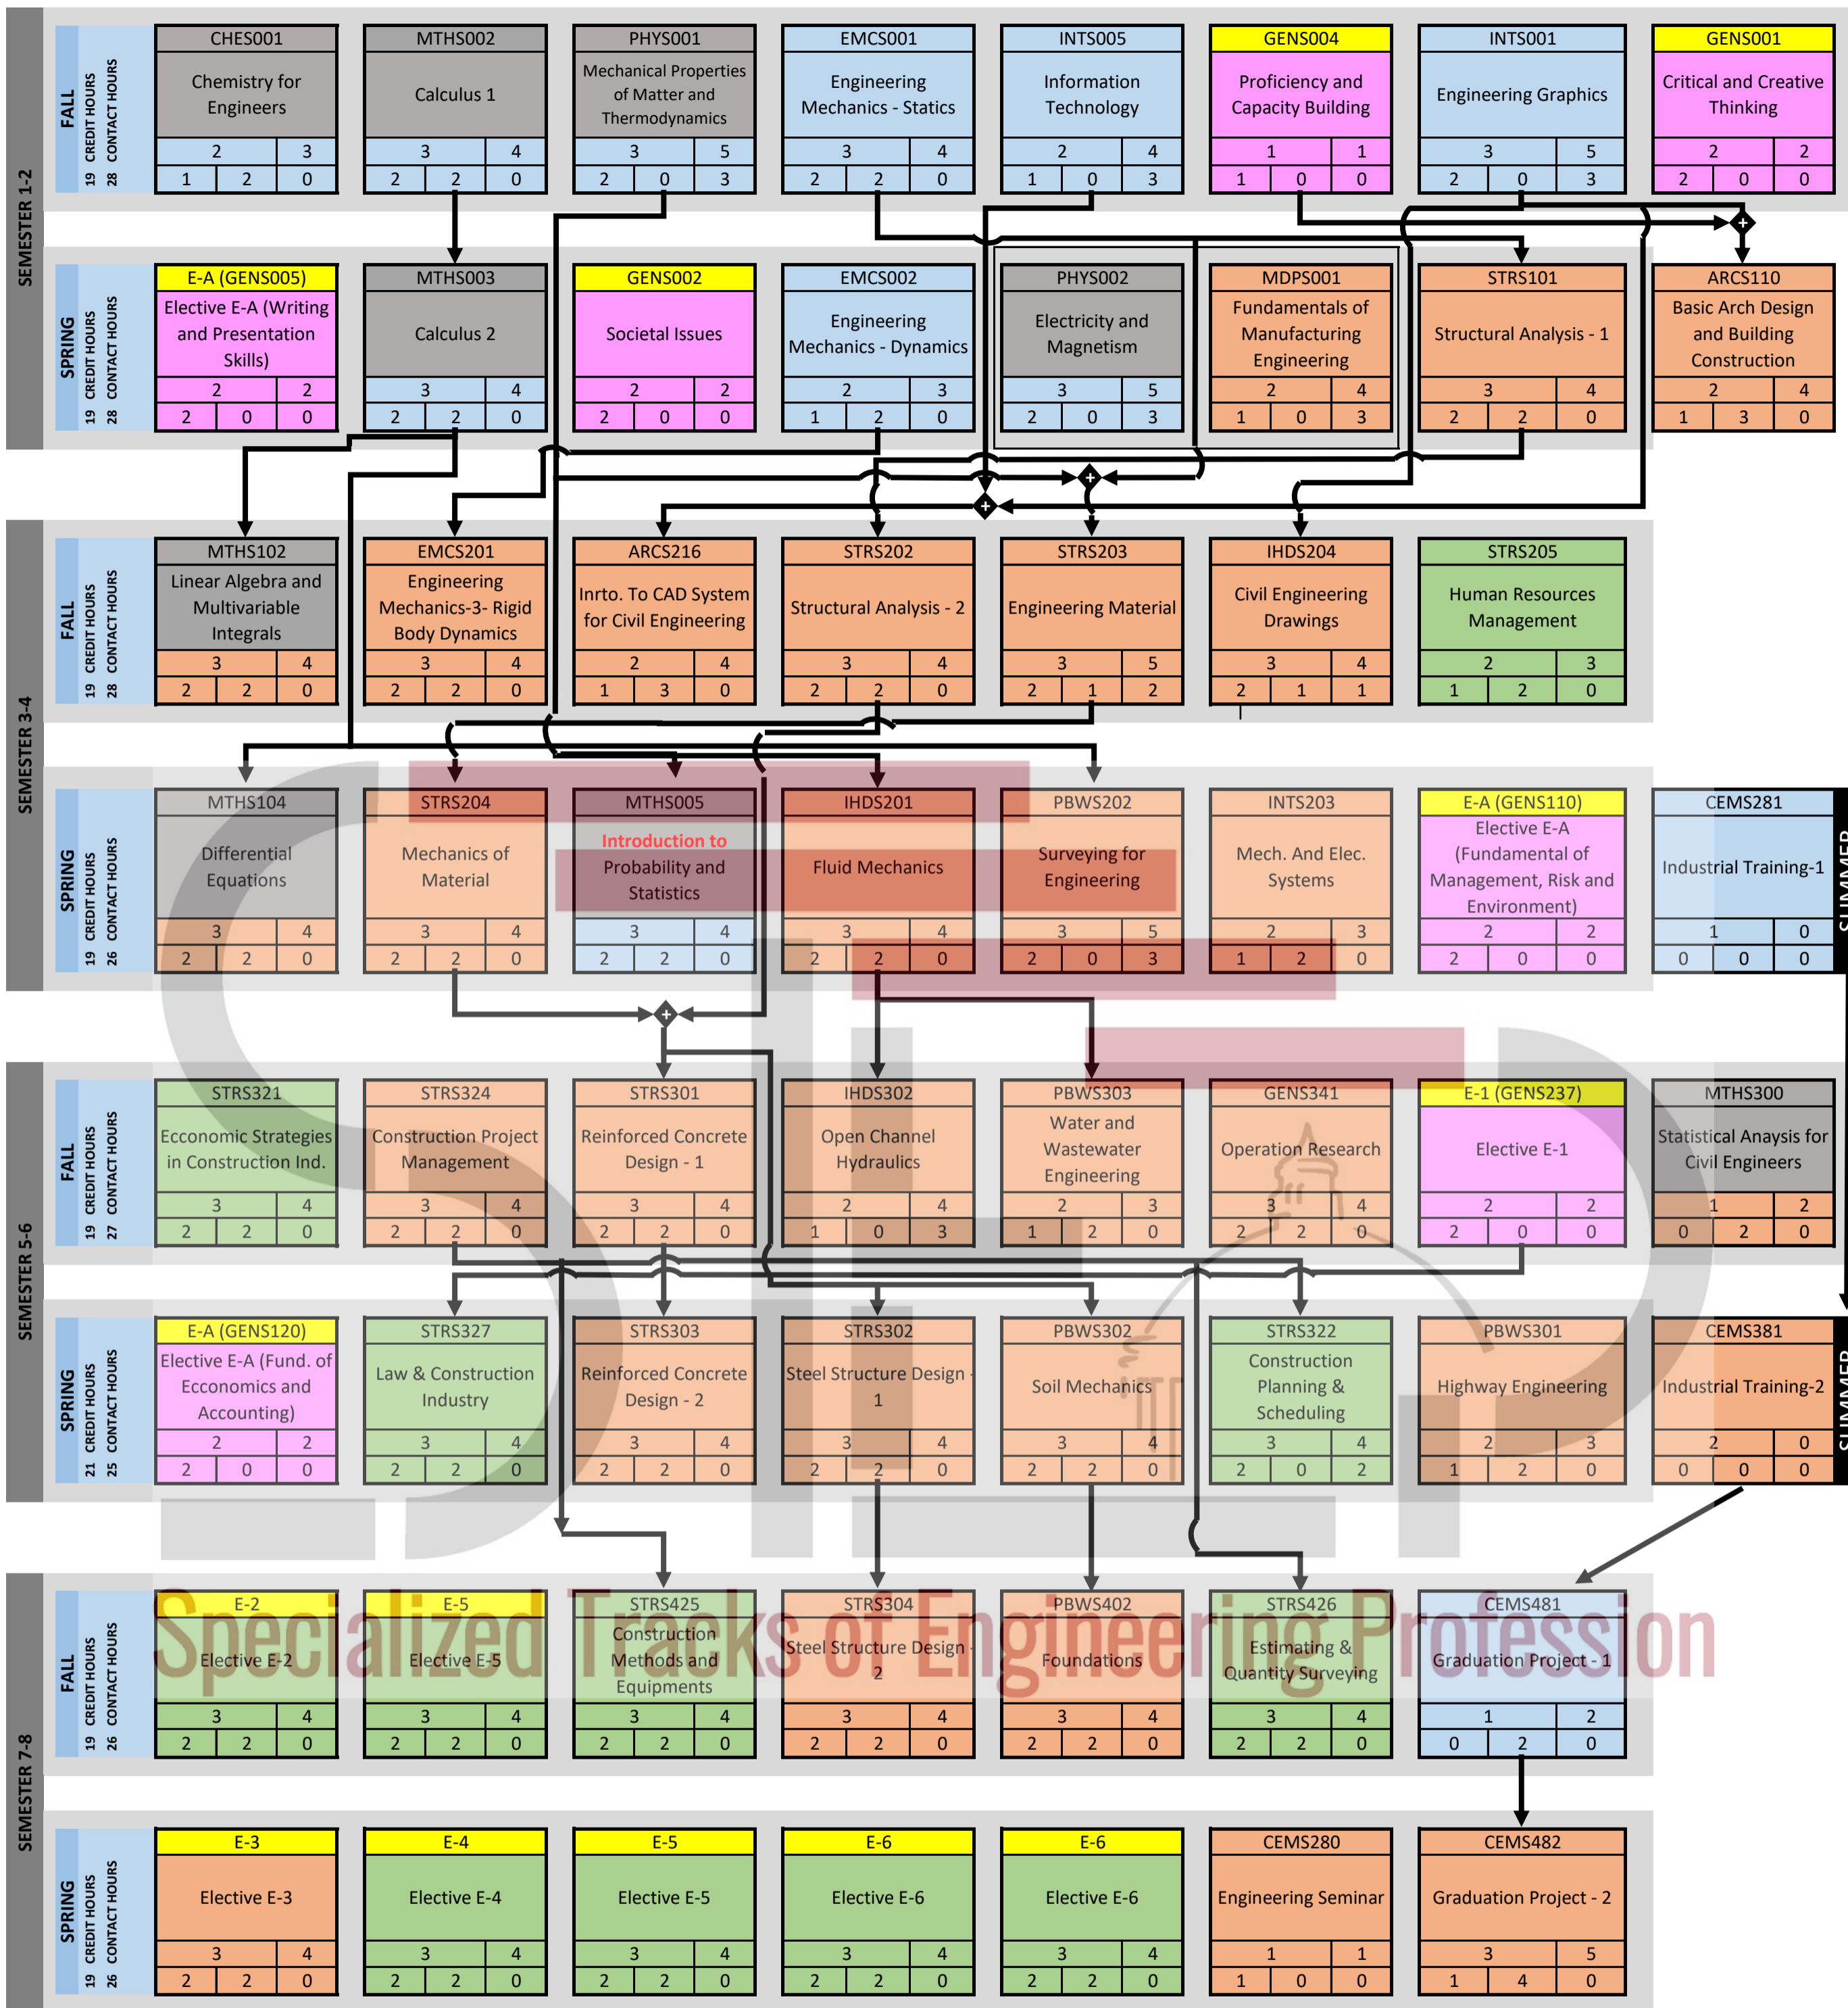 SEMESTER 1-2
FALL
19 CREDIT HOURS
28 CONTACT HOURS
CHES001
Chemistry for
Engineers
2 3
1 2 0
MTHS002
Calculus 1
3 4
2 2 0
PHYS001
Mechanical Properties
of Matter and
Thermodynamics
3 5
2 0 3
EMCS001
Engineering
Mechanics - Statics
3 4
2 2 0
INTS005
Information
Technology
2 4
1 0 3
GENS004
Proficiency and
Capacity Building
1 1
1 0 0
INTS001
Engineering Graphics
3 5
2 0 3
GENS001
Critical and Creative
Thinking
2 2
2 0 0
SPRING
19 CREDIT HOURS
28 CONTACT HOURS
E-A (GENS005)
Elective E-A (Writing
and Presentation
Skills)
2 2
2 0 0
MTHS003
Calculus 2
3 4
2 2 0
GENS002
Societal Issues
2 2
2 0 0
EMCS002
Engineering
Mechanics - Dynamics
2 3
1 2 0
PHYS002
Electricity and
Magnetism
3 5
2 0 3
MDPS001
Fundamentals of
Manufacturing
Engineering
2 4
1 0 3
STRS101
Structural Analysis - 1
3 4
2 2 0
ARCS110
Basic Arch Design
and Building
Construction
2 4
1 3 0
SEMESTER 3-4
FALL
19 CREDIT HOURS
28 CONTACT HOURS
MTHS102
Linear Algebra and
Multivariable
Integrals
3 4
2 2 0
EMCS201
Engineering
Mechanics-3- Rigid
Body Dynamics
3 4
2 2 0
ARCS216
Inrto. To CAD System
for Civil Engineering
2 4
1 3 0
STRS202
Structural Analysis - 2
3 4
2 2 0
STRS203
Engineering Material
3 5
2 1 2
IHDS204
Civil Engineering
Drawings
3 4
2 1 1
STRS205
Human Resources
Management
2 3
1 2 0
SPRING
19 CREDIT HOURS
26 CONTACT HOURS
MTHS104
Differential
Equations
3 4
2 2 0
STRS204
Mechanics of
Material
3 4
2 2 0
MTHS005
Introduction to
Probability and
Statistics
3 4
2 2 0
IHDS201
Fluid Mechanics
3 4
2 2 0
PBWS202
Surveying for
Engineering
3 5
2 0 3
INTS203
Mech. And Elec.
Systems
2 3
1 2 0
E-A (GENS110)
Elective E-A
(Fundamental of
Management, Risk and
Environment)
2 2
2 0 0
CEMS281
Industrial Training-1
1 0
0 0 0
SUMMER
SEMESTER 5-6
FALL
19 CREDIT HOURS
27 CONTACT HOURS
STRS321
Ecconomic Strategies
in Construction Ind.
3 4
2 2 0
STRS324
Construction Project
Management
3 4
2 2 0
STRS301
Reinforced Concrete
Design - 1
3 4
2 2 0
IHDS302
Open Channel
Hydraulics
2 4
1 0 3
PBWS303
Water and
Wastewater
Engineering
2 3
1 2 0
GENS341
Operation Research
3 4
2 2 0
E-1 (GENS237)
Elective E-1
2 2
2 0 0
MTHS300
Statistical Anaysis for
Civil Engineers
1 2
0 2 0
SPRING
21 CREDIT HOURS
25 CONTACT HOURS
E-A (GENS120)
Elective E-A (Fund. of
Ecconomics and
Accounting)
2 2
2 0 0
STRS327
Law & Construction
Industry
3 4
2 2 0
STRS303
Reinforced Concrete
Design - 2
3 4
2 2 0
STRS302
Steel Structure Design -
1
3 4
2 2 0
PBWS302
Soil Mechanics
3 4
2 2 0
STRS322
Construction
Planning &
Scheduling
3 4
2 0 2
PBWS301
Highway Engineering
2 3
1 2 0
CEMS381
Industrial Training-2
2 0
0 0 0
SUMMER
SEMESTER 7-8
FALL
19 CREDIT HOURS
26 CONTACT HOURS
E-2
Elective E-2
3 4
2 2 0
E-5
Elective E-5
3 4
2 2 0
STRS425
Construction
Methods and
Equipments
3 4
2 2 0
STRS304
Steel Structure Design -
2
3 4
2 2 0
PBWS402
Foundations
3 4
2 2 0
STRS426
Estimating &
Quantity Surveying
3 4
2 2 0
CEMS481
Graduation Project - 1
1 2
0 2 0
Specialized Tracks of Engineering Profession
SPRING
19 CREDIT HOURS
26 CONTACT HOURS
E-3
Elective E-3
3 4
2 2 0
E-4
Elective E-4
3 4
2 2 0
E-5
Elective E-5
3 4
2 2 0
E-6
Elective E-6
3 4
2 2 0
E-6
Elective E-6
3 4
2 2 0
CEMS280
Engineering Seminar
1 1
1 0 0
CEMS482
Graduation Project - 2
3 5
1 4 0